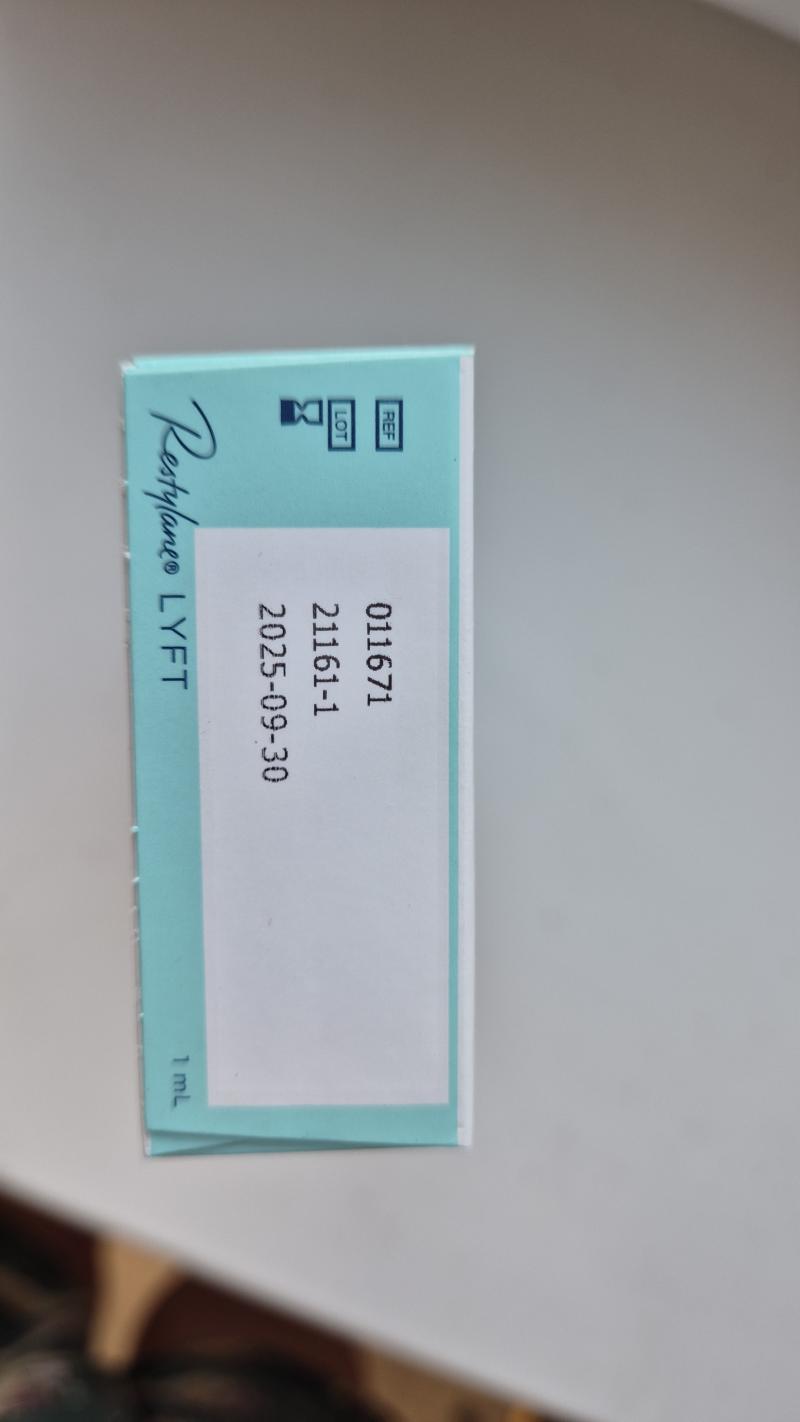 REF 011671
LOT 21161-1
2025-09-30
Restylane® LYFT 1 mL